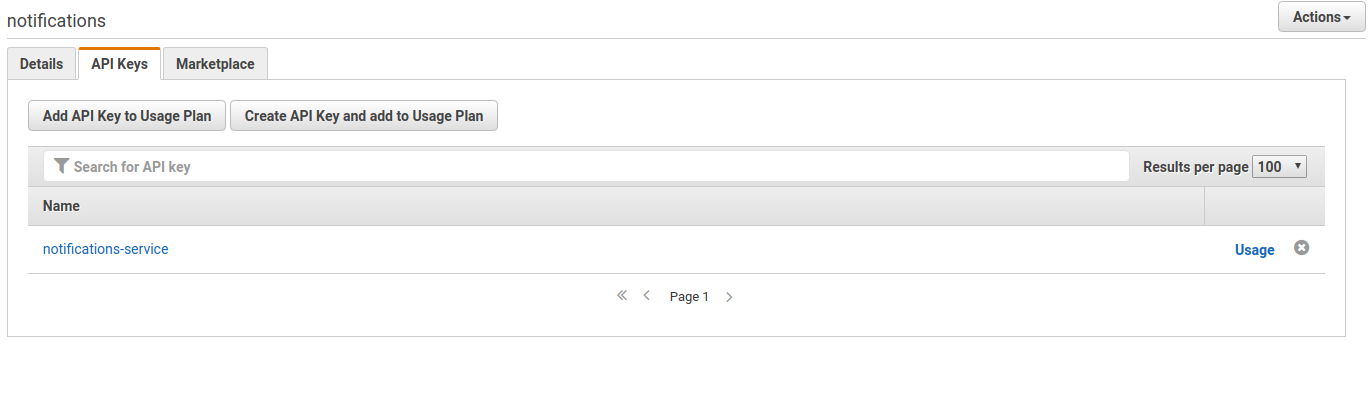 notifications
Actions
Details API Keys Marketplace
Add API Key to Usage Plan Create API Key and add to Usage Plan
Search for API key Results per page 100
Name
notifications-service Usage
Page 1